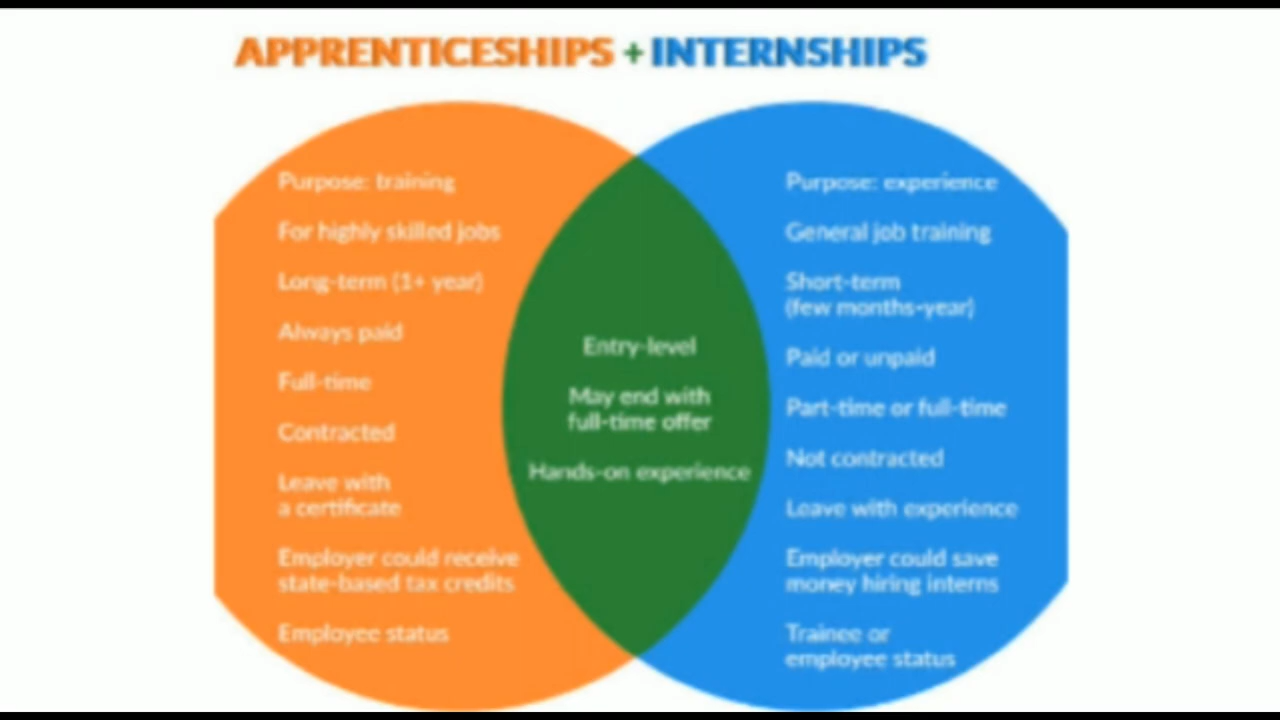 APPRENTICESHIPS + INTERNSHIPS
Purpose: training
For highly skilled jobs
Long-term (1+ year)
Always paid
Full-time
Contracted
Leave with
a certificate
Employer could receive
state-based tax credits
Employee status
Entry-level
May end with
full-time offer
Hands-on experience
Purpose: experience
General job training
Short-term
(few months-year)
Paid or unpaid
Part-time or full-time
Not contracted
Leave with experience
Employer could save
money hiring interns
Trainee or
employee status